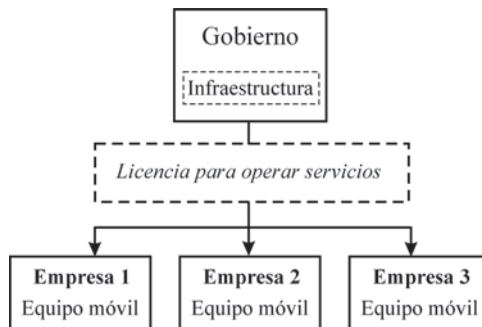 Gobierno
Infraestructura
Licencia para operar servicios
Empresa 1
Equipo móvil
Empresa 2
Equipo móvil
Empresa 3
Equipo móvil